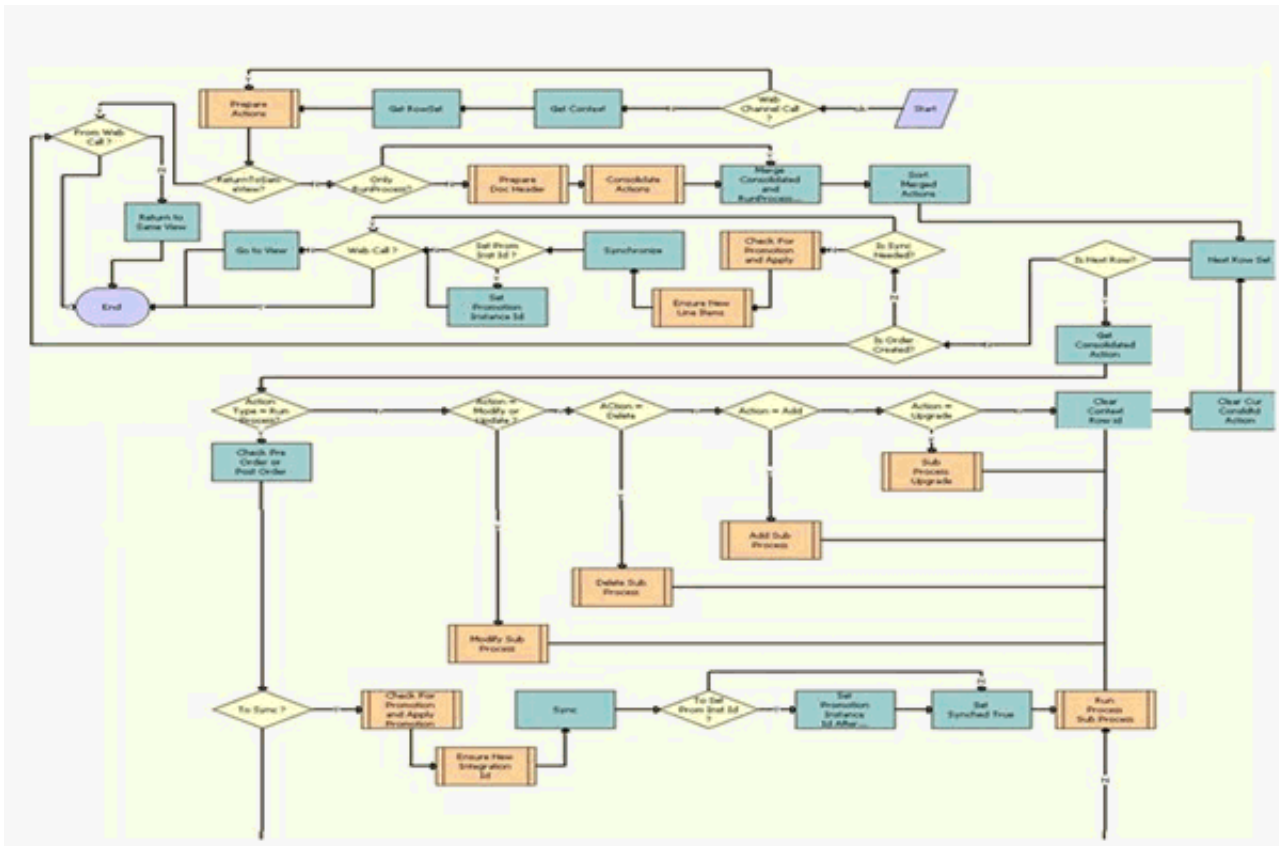 Prepare
Actions
Get RowSet
Get Context
Web
Channel Call
?
Start
From Web
Call ?
ReturnToSam
eView?
Only
RunProcess?
Prepare
Doc Header
Consolidate
Actions
Merge
Consolidated
and
RunProcess...
Sort
Merged
Actions
Return to
Same View
Go to View
Web Call ?
Set Prom
Inst Id ?
Synchronize
Check For
Promotion
and Apply
Is Sync
Needed?
Is Next Row?
Next Row Set
End
Set
Promotion
Instance Id
Ensure New
Line Items
Is Order
Created?
Get
Consolidated
Action
Action
Type = Run
Process?
Action =
Modify or
Update ?
ACtion =
Delete
Action = Add
Action =
Upgrade
Clear
Context
Row id
Clear Cur
Consldtd
Action
Check Pre
Order or
Post Order
Sub
Process
Upgrade
Add Sub
Process
Delete Sub
Process
Modify Sub
Process
To Sync ?
Check For
Promotion
and Apply
Promotion
Sync
To Set
Prom Inst Id
?
Set
Promotion
Instance
Id After...
Set
Synched True
Run
Process
Sub Process
Ensure New
Integration
Id